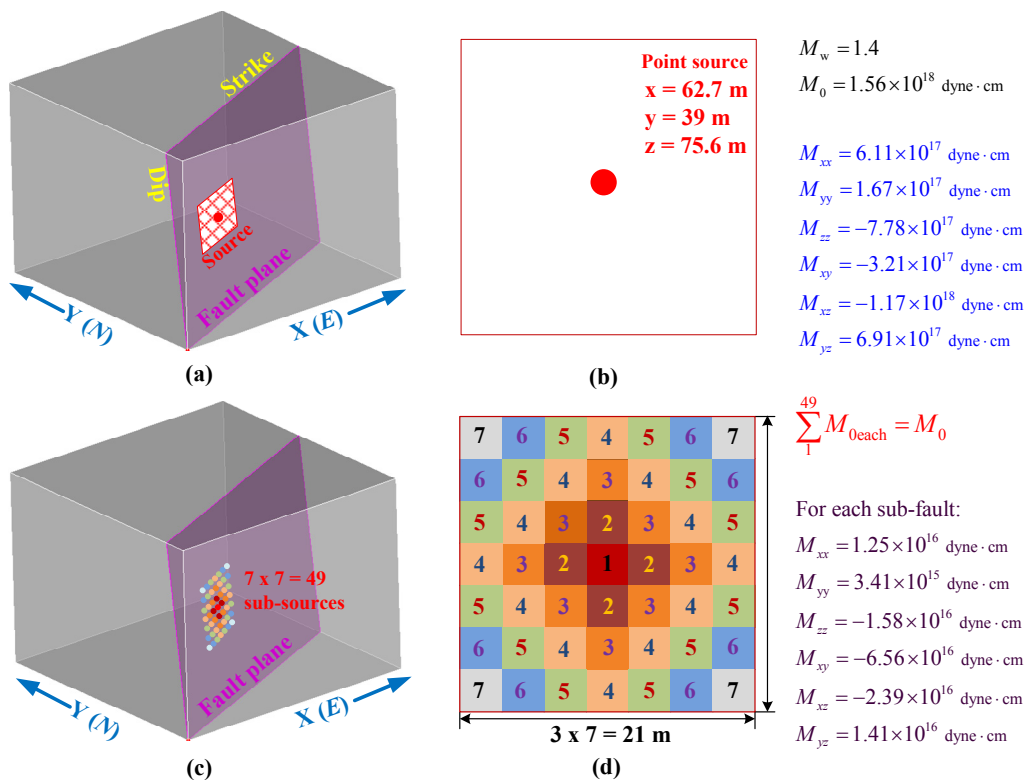 (a)
Strike
Dip
Source
Fault plane
Y (N)
X (E)
Point source
x = 62.7 m
y = 39 m
z = 75.6 m
(b)
M_w = 1.4
M_0 = 1.56×10^18 dyne·cm
M_xx = 6.11×10^17 dyne·cm
M_yy = 1.67×10^17 dyne·cm
M_zz = −7.78×10^17 dyne·cm
M_xy = −3.21×10^17 dyne·cm
M_xz = −1.17×10^18 dyne·cm
M_yz = 6.91×10^17 dyne·cm
7 x 7 = 49
sub-sources
Fault plane
Y (N)
X (E)
(c)
7 6 5 4 5 6 7
6 5 4 3 4 5 6
5 4 3 2 3 4 5
4 3 2 1 2 3 4
5 4 3 2 3 4 5
6 5 4 3 4 5 6
7 6 5 4 5 6 7
3 x 7 = 21 m
(d)
49
∑ M_0each = M_0
1
For each sub-fault:
M_xx = 1.25×10^16 dyne·cm
M_yy = 3.41×10^15 dyne·cm
M_zz = −1.58×10^16 dyne·cm
M_xy = −6.56×10^16 dyne·cm
M_xz = −2.39×10^16 dyne·cm
M_yz = 1.41×10^16 dyne·cm